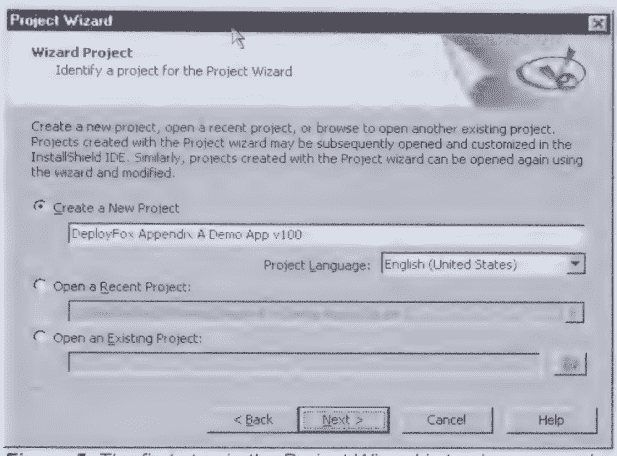 Project Wizard
Wizard Project
Identify a project for the Project Wizard
Create a new project, open a recent project, or browse to open another existing project.
Projects created with the Project wizard may be subsequently opened and customized in the
InstallShield IDE. Similarly, projects created with the Project wizard can be opened again using
the wizard and modified.
Create a New Project
DeployFox Appendix A Demo App v100
Project Language: English (United States)
Open a Recent Project:
Open an Existing Project:
< Back Next > Cancel Help